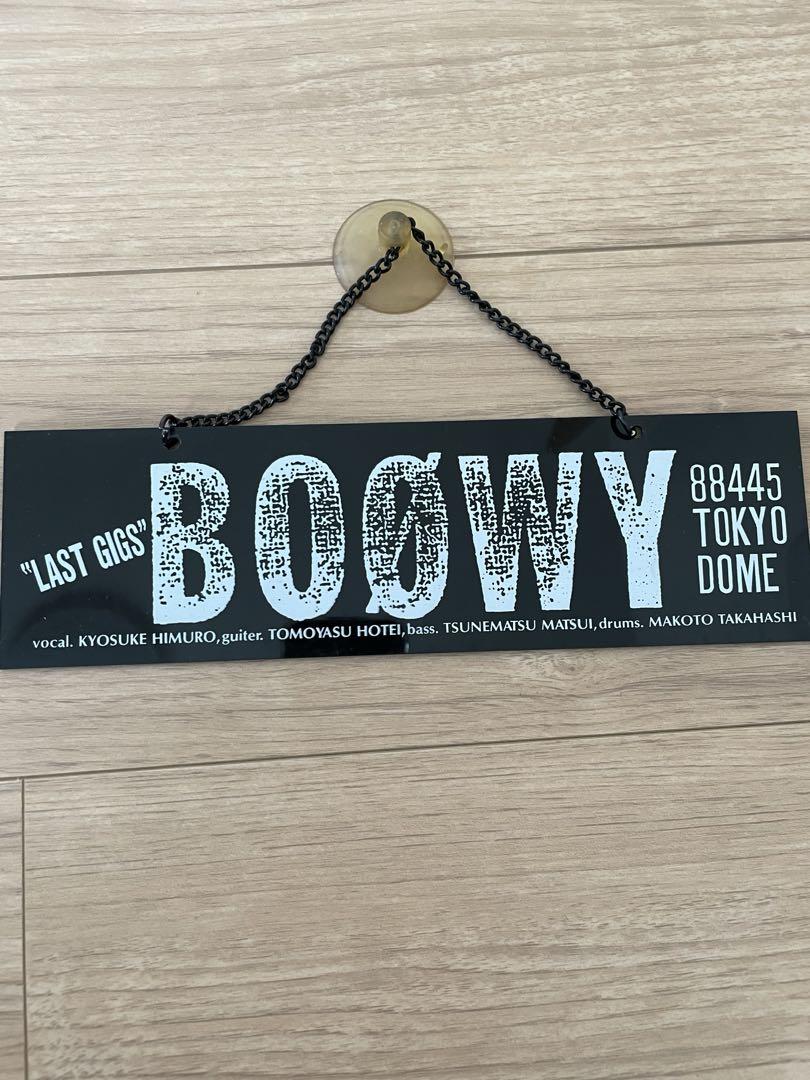 "LAST GIGS"
BOØWY
88445
TOKYO
DOME
vocal. KYOSUKE HIMURO, guiter. TOMOYASU HOTEI, bass. TSUNEMATSU MATSUI, drums. MAKOTO TAKAHASHI